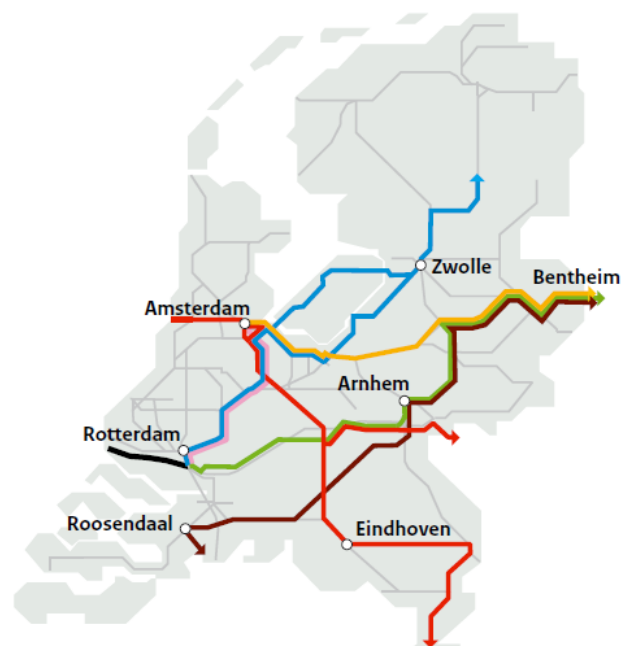 Zwolle
Bentheim
Amsterdam
Arnhem
Rotterdam
Roosendaal
Eindhoven